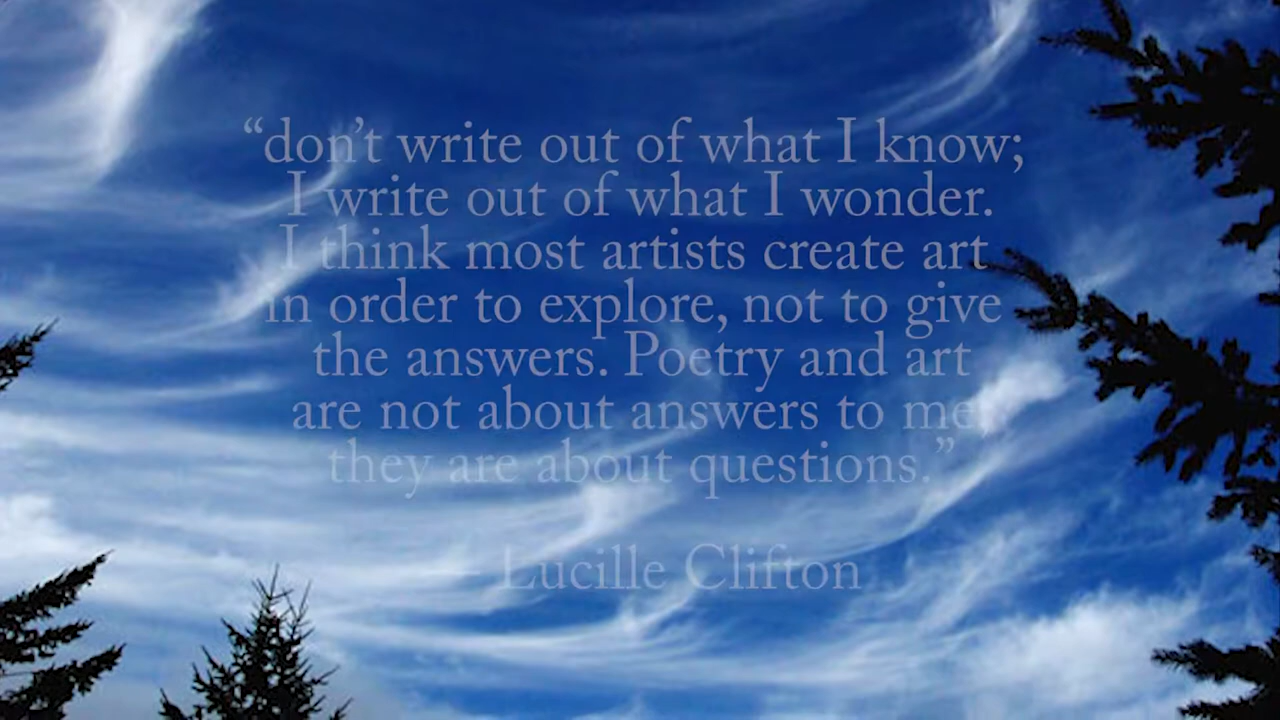 “don’t write out of what I know;
I write out of what I wonder.
I think most artists create art
in order to explore, not to give
the answers. Poetry and art
are not about answers to me;
they are about questions.”
Lucille Clifton